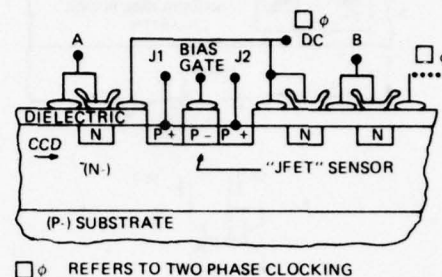 □ϕ
A J1 BIAS GATE J2 DC B □ϕ
DIELECTRIC
N P+ P- P+ N N
CCD
(N-) "JFET" SENSOR
(P-) SUBSTRATE
□ϕ REFERS TO TWO PHASE CLOCKING